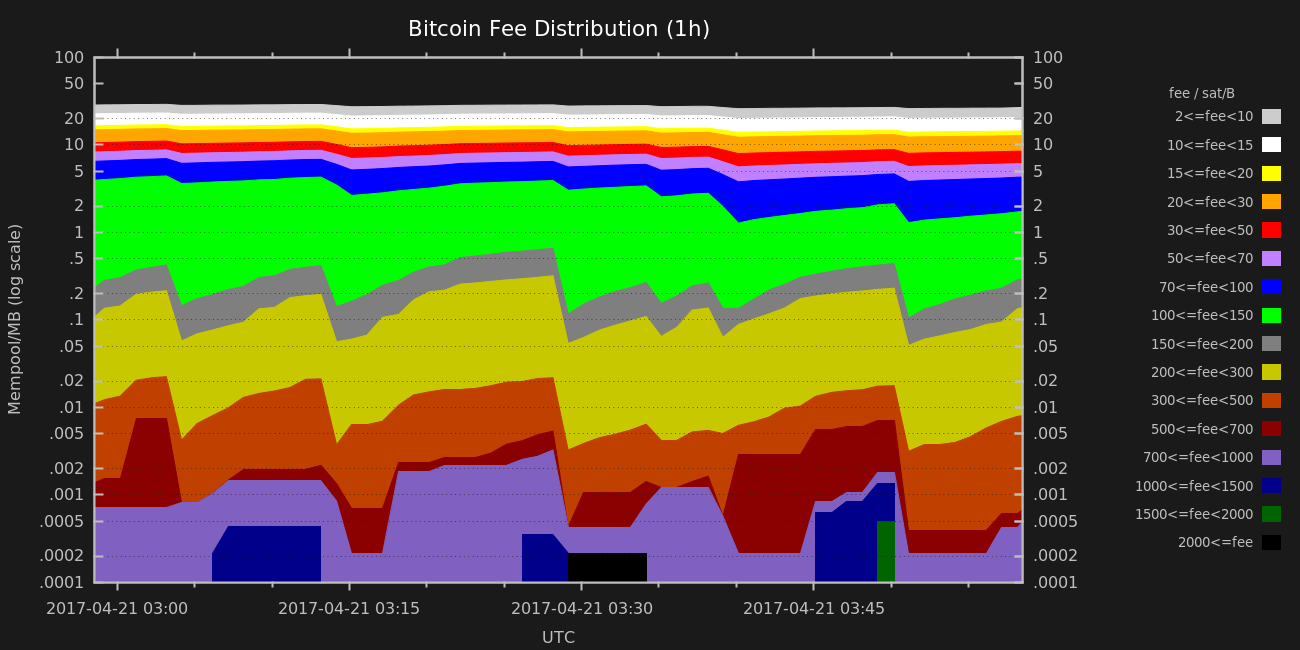 Bitcoin Fee Distribution (1h)
100 100
50 50
20 20
10 10
5 5
2 2
1 1
.5 .5
.2 .2
.1 .1
.05 .05
.02 .02
.01 .01
.005 .005
.002 .002
.001 .001
.0005 .0005
.0002 .0002
.0001 .0001
Mempool/MB (log scale)
2017-04-21 03:00 2017-04-21 03:15 2017-04-21 03:30 2017-04-21 03:45
UTC
fee / sat/B
2<=fee<10
10<=fee<15
15<=fee<20
20<=fee<30
30<=fee<50
50<=fee<70
70<=fee<100
100<=fee<150
150<=fee<200
200<=fee<300
300<=fee<500
500<=fee<700
700<=fee<1000
1000<=fee<1500
1500<=fee<2000
2000<=fee